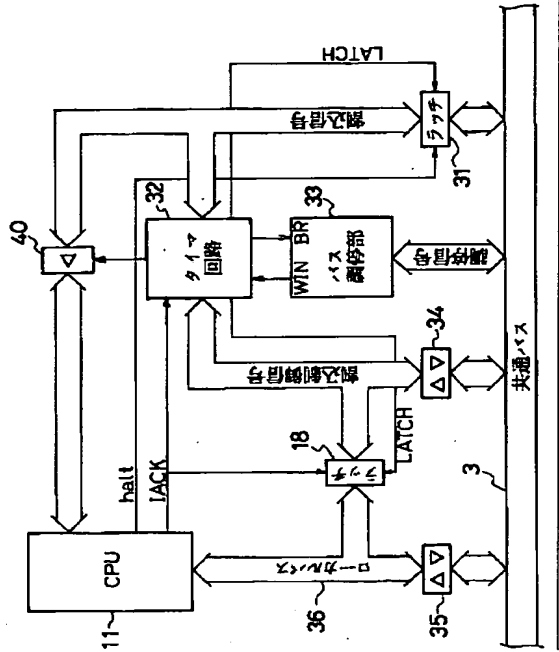 CPU
11
halt
IACK
40
タイマ
回路
32
LATCH
割込信号
ラッチ
31
WIN BR
バス
調停部
33
調停信号
割込制御信号
34
ラッチ
18
LATCH
ローカルバス
36
35
3
共通バス